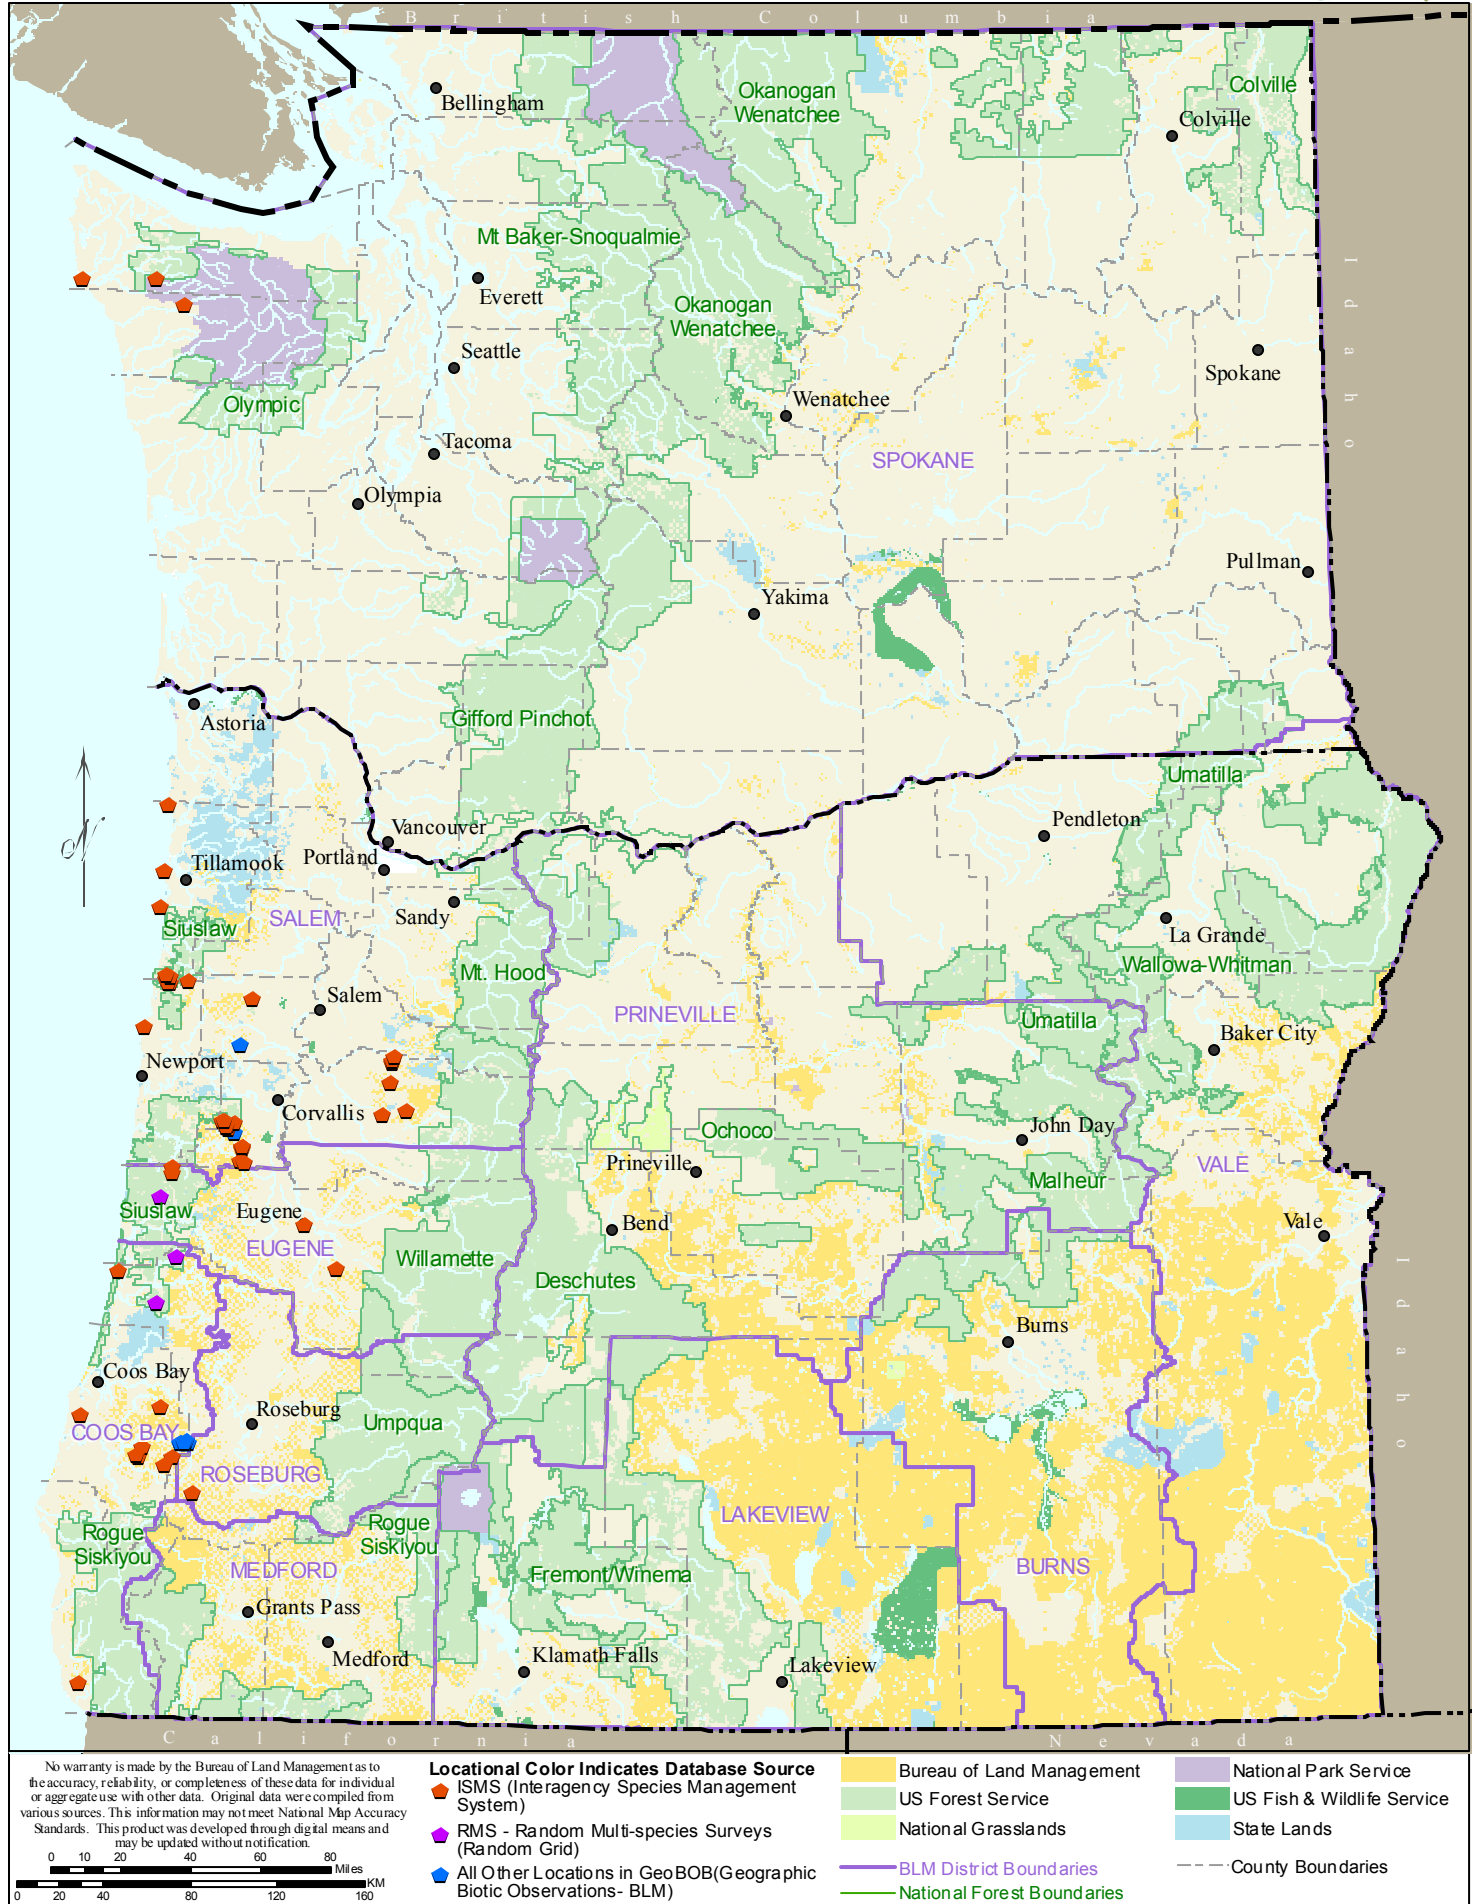 British Columbia
Bellingham
Okanogan
Wenatchee
Colville
Colville
Mt Baker-Snoqualmie
Everett
Okanogan
Wenatchee
Idaho
Seattle
Spokane
Olympic
Wenatchee
Tacoma
SPOKANE
Olympia
Pullman
Yakima
Gifford Pinchot
Astoria
Umatilla
Vancouver
Pendleton
Portland
Tillamook
N
Sandy
SALEM
Siuslaw
La Grande
Mt. Hood
Wallowa-Whitman
Salem
PRINEVILLE
Umatilla
Baker City
Newport
Corvallis
Ochoco
John Day
Prineville
VALE
Malheur
Siuslaw
Eugene
Bend
Vale
EUGENE
Willamette
Deschutes
Idaho
Burns
Coos Bay
Roseburg
Umpqua
COOS BAY
ROSEBURG
LAKEVIEW
Rogue
Siskiyou
Rogue
Siskiyou
MEDFORD
Fremont/Winema
BURNS
Grants Pass
Medford
Klamath Falls
Lakeview
California
Nevada
No warranty is made by the Bureau of Land Management as to
the accuracy, reliability, or completeness of these data for individual
or aggregate use with other data. Original data were compiled from
various sources. This information may not meet National Map Accuracy
Standards. This product was developed through digital means and
may be updated without notification.
0 10 20 40 60 80
Miles
KM
0 20 40 80 120 160
Locational Color Indicates Database Source
ISMS (Interagency Species Management
System)
RMS - Random Multi-species Surveys
(Random Grid)
All Other Locations in GeoBOB(Geographic
Biotic Observations- BLM)
Bureau of Land Management
US Forest Service
National Grasslands
BLM District Boundaries
National Forest Boundaries
National Park Service
US Fish & Wildlife Service
State Lands
County Boundaries